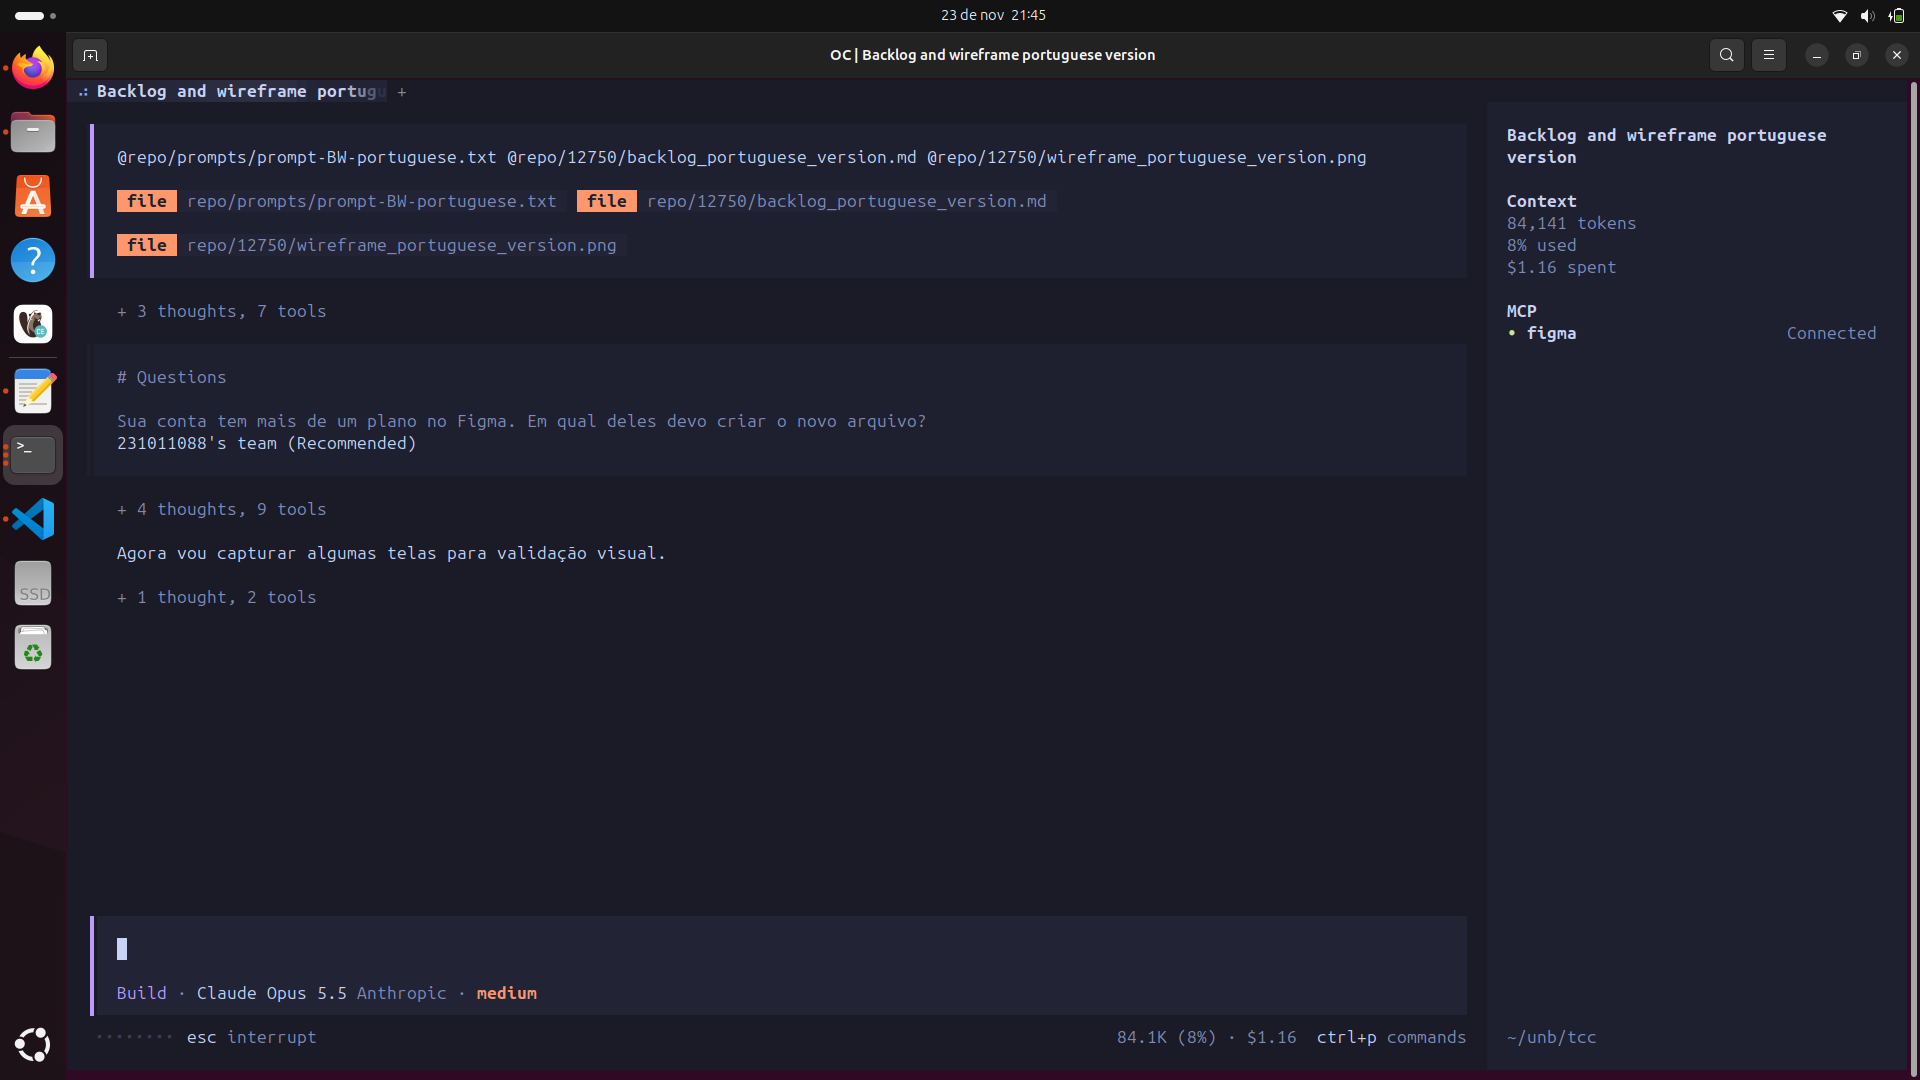 23 de nov 21:45
OC | Backlog and wireframe portuguese version
Backlog and wireframe portugu +
@repo/prompts/prompt-BW-portuguese.txt @repo/12750/backlog_portuguese_version.md @repo/12750/wireframe_portuguese_version.png
file repo/prompts/prompt-BW-portuguese.txt file repo/12750/backlog_portuguese_version.md
file repo/12750/wireframe_portuguese_version.png
+ 3 thoughts, 7 tools
# Questions
Sua conta tem mais de um plano no Figma. Em qual deles devo criar o novo arquivo?
231011088's team (Recommended)
+ 4 thoughts, 9 tools
Agora vou capturar algumas telas para validação visual.
+ 1 thought, 2 tools
Build · Claude Opus 5.5 Anthropic · medium
esc interrupt
84.1K (8%) · $1.16 ctrl+p commands
Backlog and wireframe portuguese
version
Context
84,141 tokens
8% used
$1.16 spent
MCP
• figma Connected
~/unb/tcc
SSD